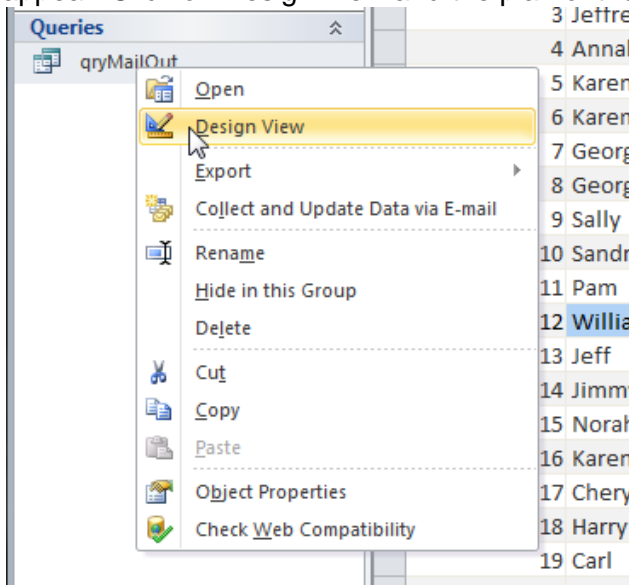 Queries
qryMailOut
Open
Design View
Export
Collect and Update Data via E-mail
Rename
Hide in this Group
Delete
Cut
Copy
Paste
Object Properties
Check Web Compatibility
3 Jeffre
4 Annal
5 Karen
6 Karen
7 Georg
8 Georg
9 Sally
10 Sandr
11 Pam
12 Willia
13 Jeff
14 Jimm
15 Norah
16 Karen
17 Chery
18 Harry
19 Carl